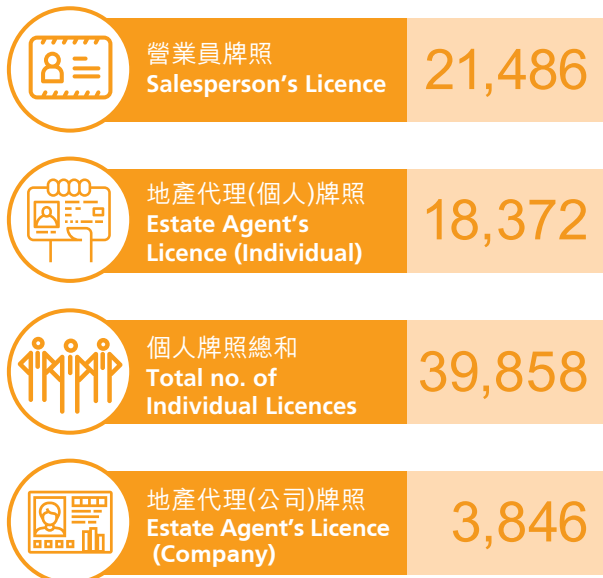 營業員牌照
Salesperson's Licence
21,486
地產代理(個人)牌照
Estate Agent's
Licence (Individual)
18,372
個人牌照總和
Total no. of
Individual Licences
39,858
地產代理(公司)牌照
Estate Agent's Licence
(Company)
3,846